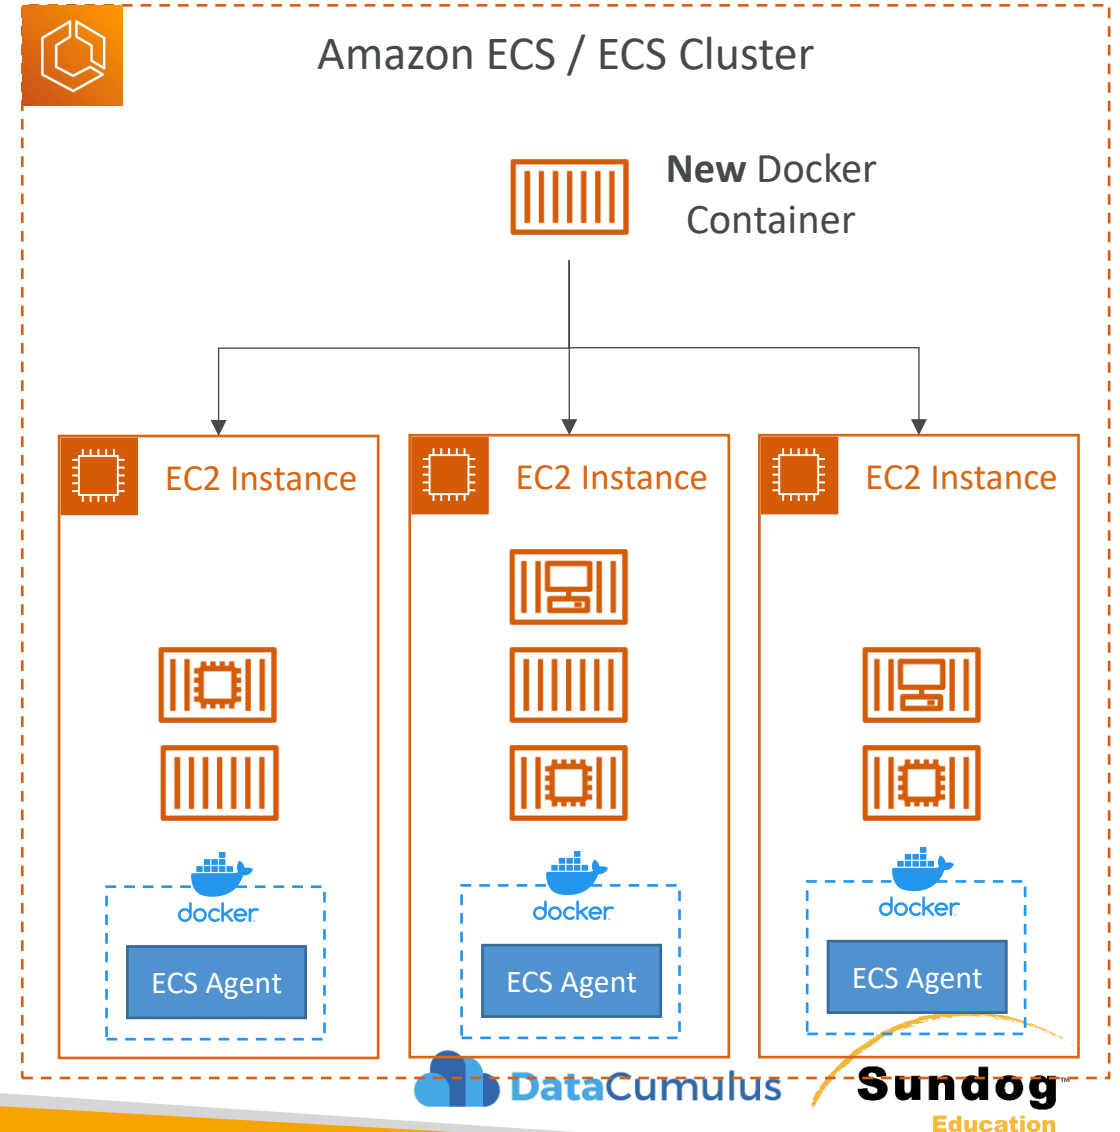 Amazon ECS / ECS Cluster
New Docker
Container
EC2 Instance
EC2 Instance
EC2 Instance
docker
docker
docker
ECS Agent
ECS Agent
ECS Agent
DataCumulus
Sundog™
Education